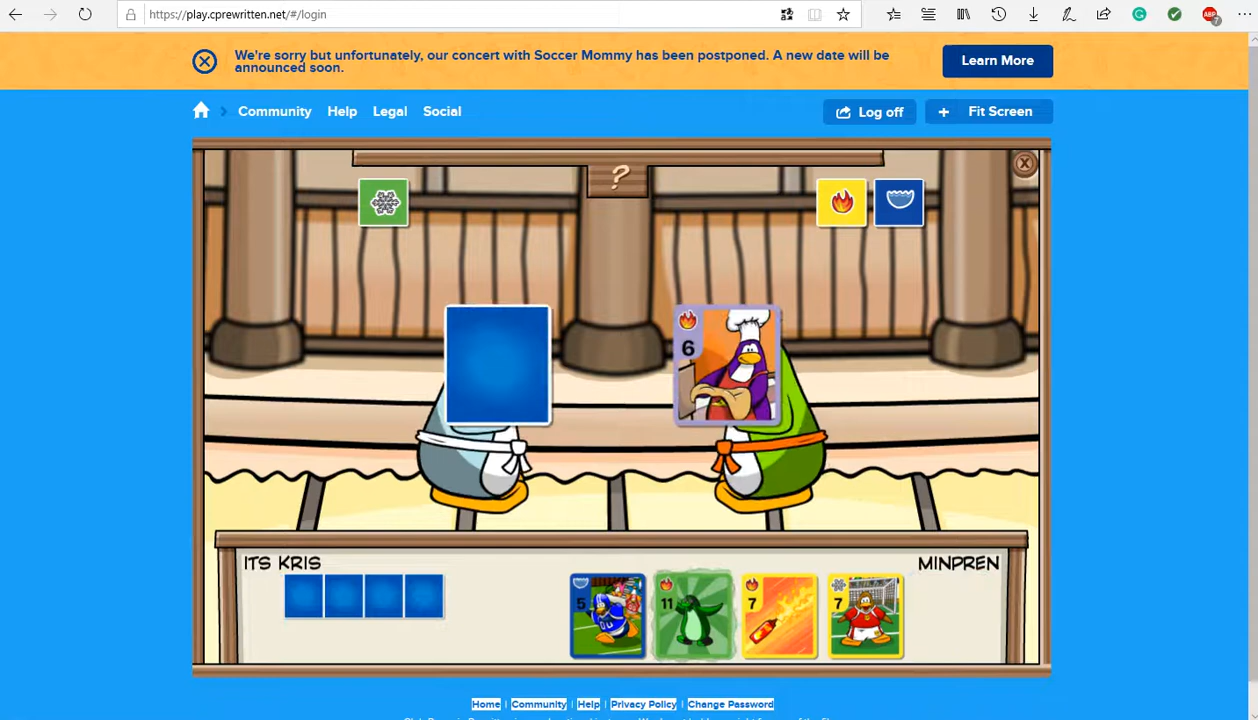 https://play.cprewritten.net/#/login
We're sorry but unfortunately, our concert with Soccer Mommy has been postponed. A new date will be
announced soon.
Learn More
Community Help Legal Social
Log off
+ Fit Screen
?
X
6
ITS KRIS
MINPREN
5
11
7
7
Home | Community | Help | Privacy Policy | Change Password